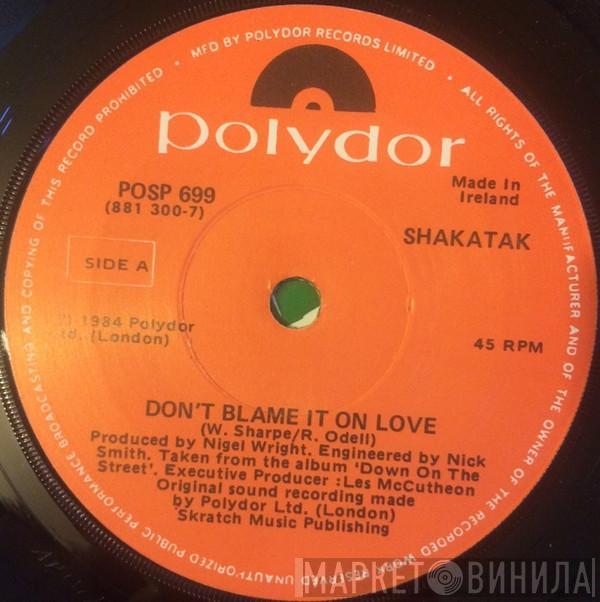 MFD BY POLYDOR RECORDS LIMITED • ALL RIGHTS OF THE MANUFACTURER AND OF THE OWNER OF THE RECORDED WORK RESERVED UNAUTHORIZED PUBLIC PERFORMANCE BROADCASTING AND COPYING OF THIS RECORD PROHIBITED •
polydor
POSP 699
(881 300-7)
Made In
Ireland
SHAKATAK
SIDE A
1984 Polydor
Ltd. (London)
45 RPM
DON'T BLAME IT ON LOVE
(W. Sharpe/R. Odell)
Produced by Nigel Wright. Engineered by Nick
Smith. Taken from the album 'Down On The
Street'. Executive Producer :Les McCutheon
Original sound recording made
by Polydor Ltd. (London)
Skratch Music Publishing
МАРКЕТ ВИНИЛА